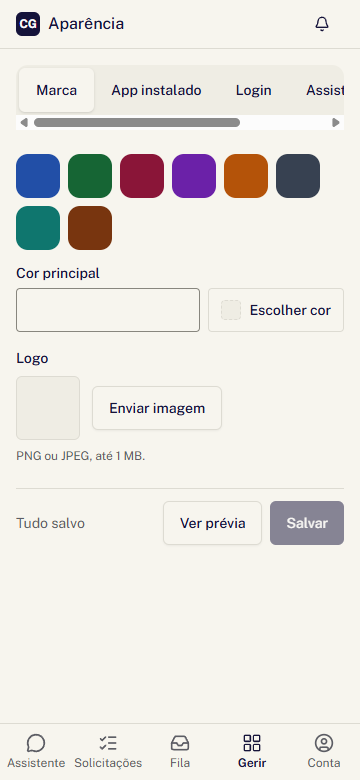 CG Aparência
Marca App instalado Login Assist
Cor principal
Escolher cor
Logo
Enviar imagem
PNG ou JPEG, até 1 MB.
Tudo salvo Ver prévia Salvar
Assistente Solicitações Fila Gerir Conta